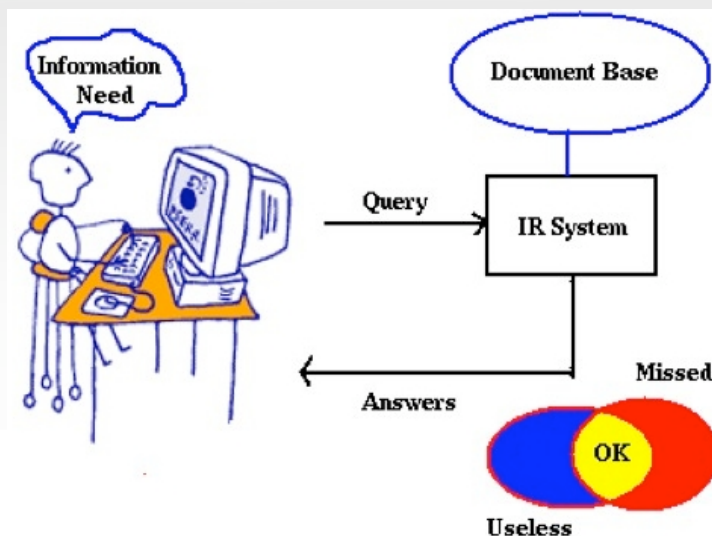 Information
Need
Document Base
Query
IR System
Answers
Missed
OK
Useless